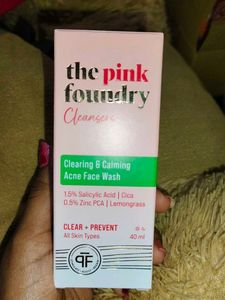 the pink
foundry
Cleansers
Clearing & Calming
Acne Face Wash
1.5% Salicylic Acid | Cica
0.5% Zinc PCA | Lemongrass
CLEAR + PREVENT
All Skin Types
40 ml